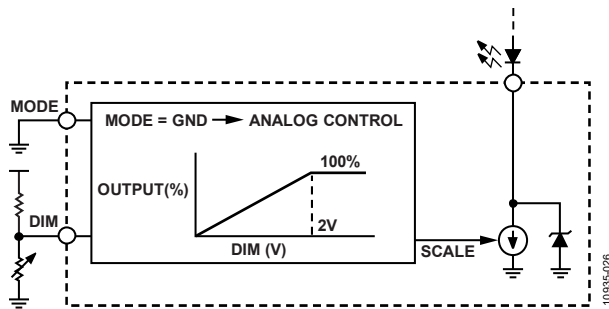 MODE
MODE = GND → ANALOG CONTROL
100%
OUTPUT(%)
DIM
2V
DIM (V)
SCALE
10935-026